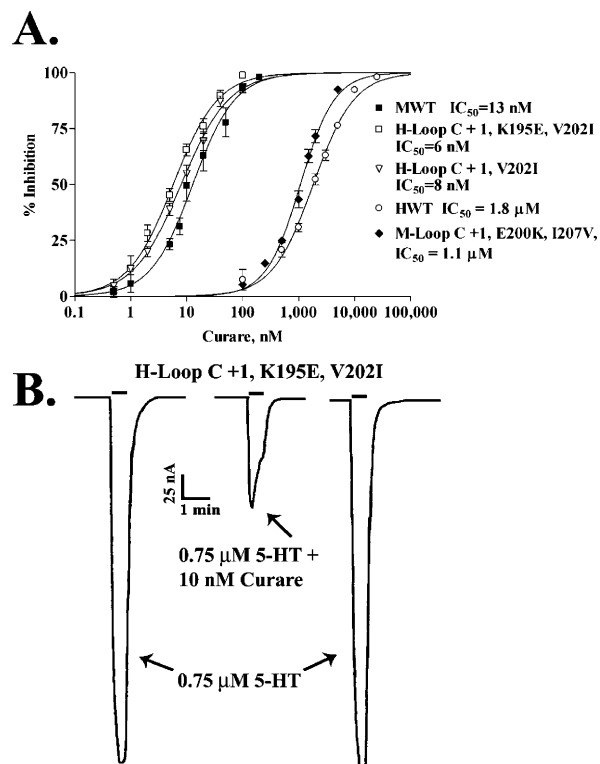 A.
100
75
50
25
0
% Inhibition
0.1
1
10
100
1000
10,000
100,000
Curare, nM
MWT IC50=13 nM
H-Loop C + 1, K195E, V202I
IC50=6 nM
H-Loop C + 1, V202I
IC50=8 nM
HWT IC50 = 1.8 μM
M-Loop C +1, E200K, I207V,
IC50 = 1.1 μM
B.
H-Loop C +1, K195E, V202I
25 nA
1 min
0.75 μM 5-HT +
10 nM Curare
0.75 μM 5-HT